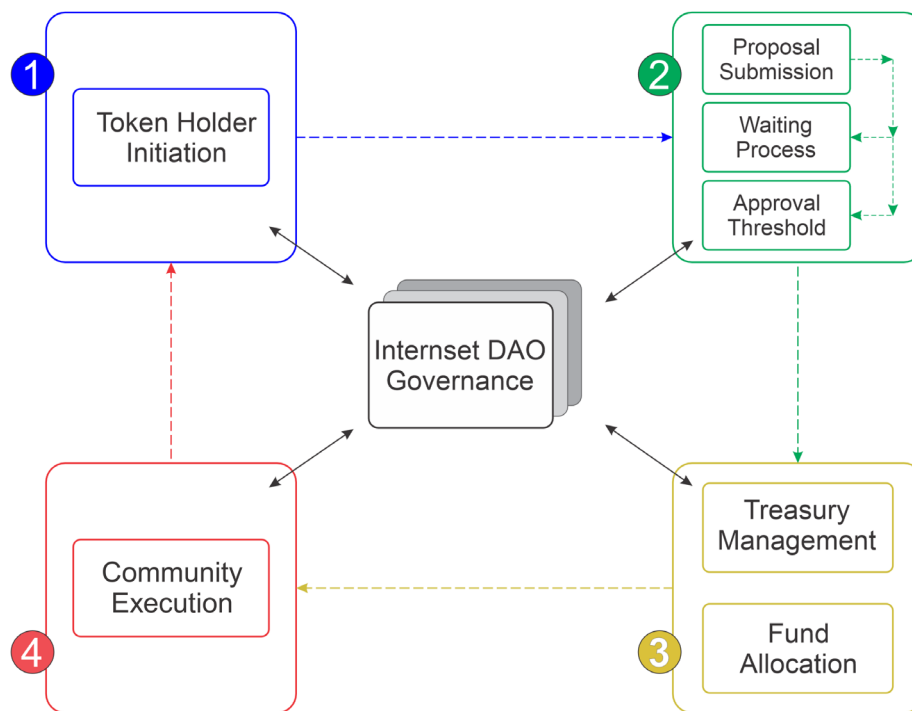 1
Token Holder
Initiation
2
Proposal
Submission
Waiting
Process
Approval
Threshold
Internset DAO
Governance
4
Community
Execution
3
Treasury
Management
Fund
Allocation